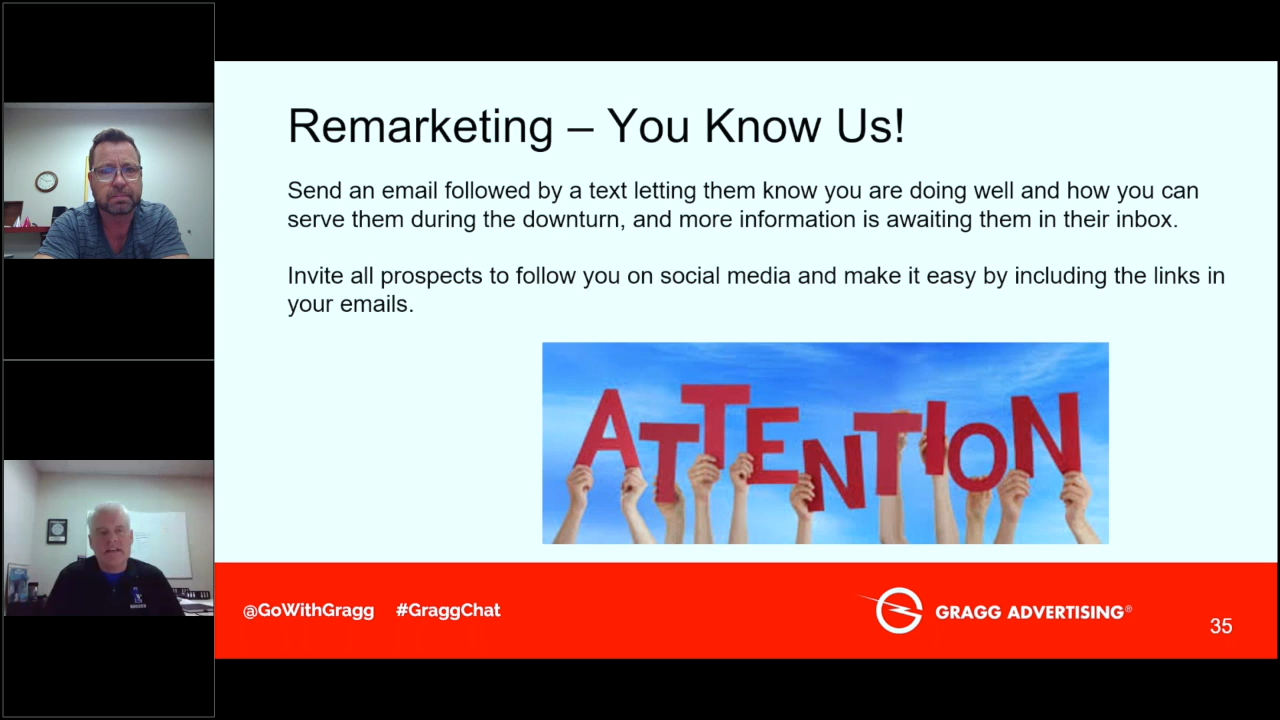 Remarketing – You Know Us!
Send an email followed by a text letting them know you are doing well and how you can
serve them during the downturn, and more information is awaiting them in their inbox.
Invite all prospects to follow you on social media and make it easy by including the links in
your emails.
ATTENTION
@GoWithGragg #GraggChat
GRAGG ADVERTISING®
35